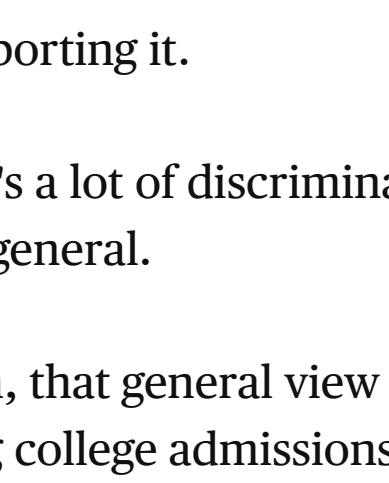 porting it.
's a lot of discrimina
general.
, that general view
college admissions